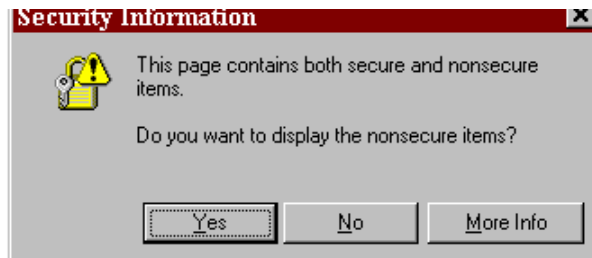 Security Information
This page contains both secure and nonsecure
items.
Do you want to display the nonsecure items?
Yes No More Info